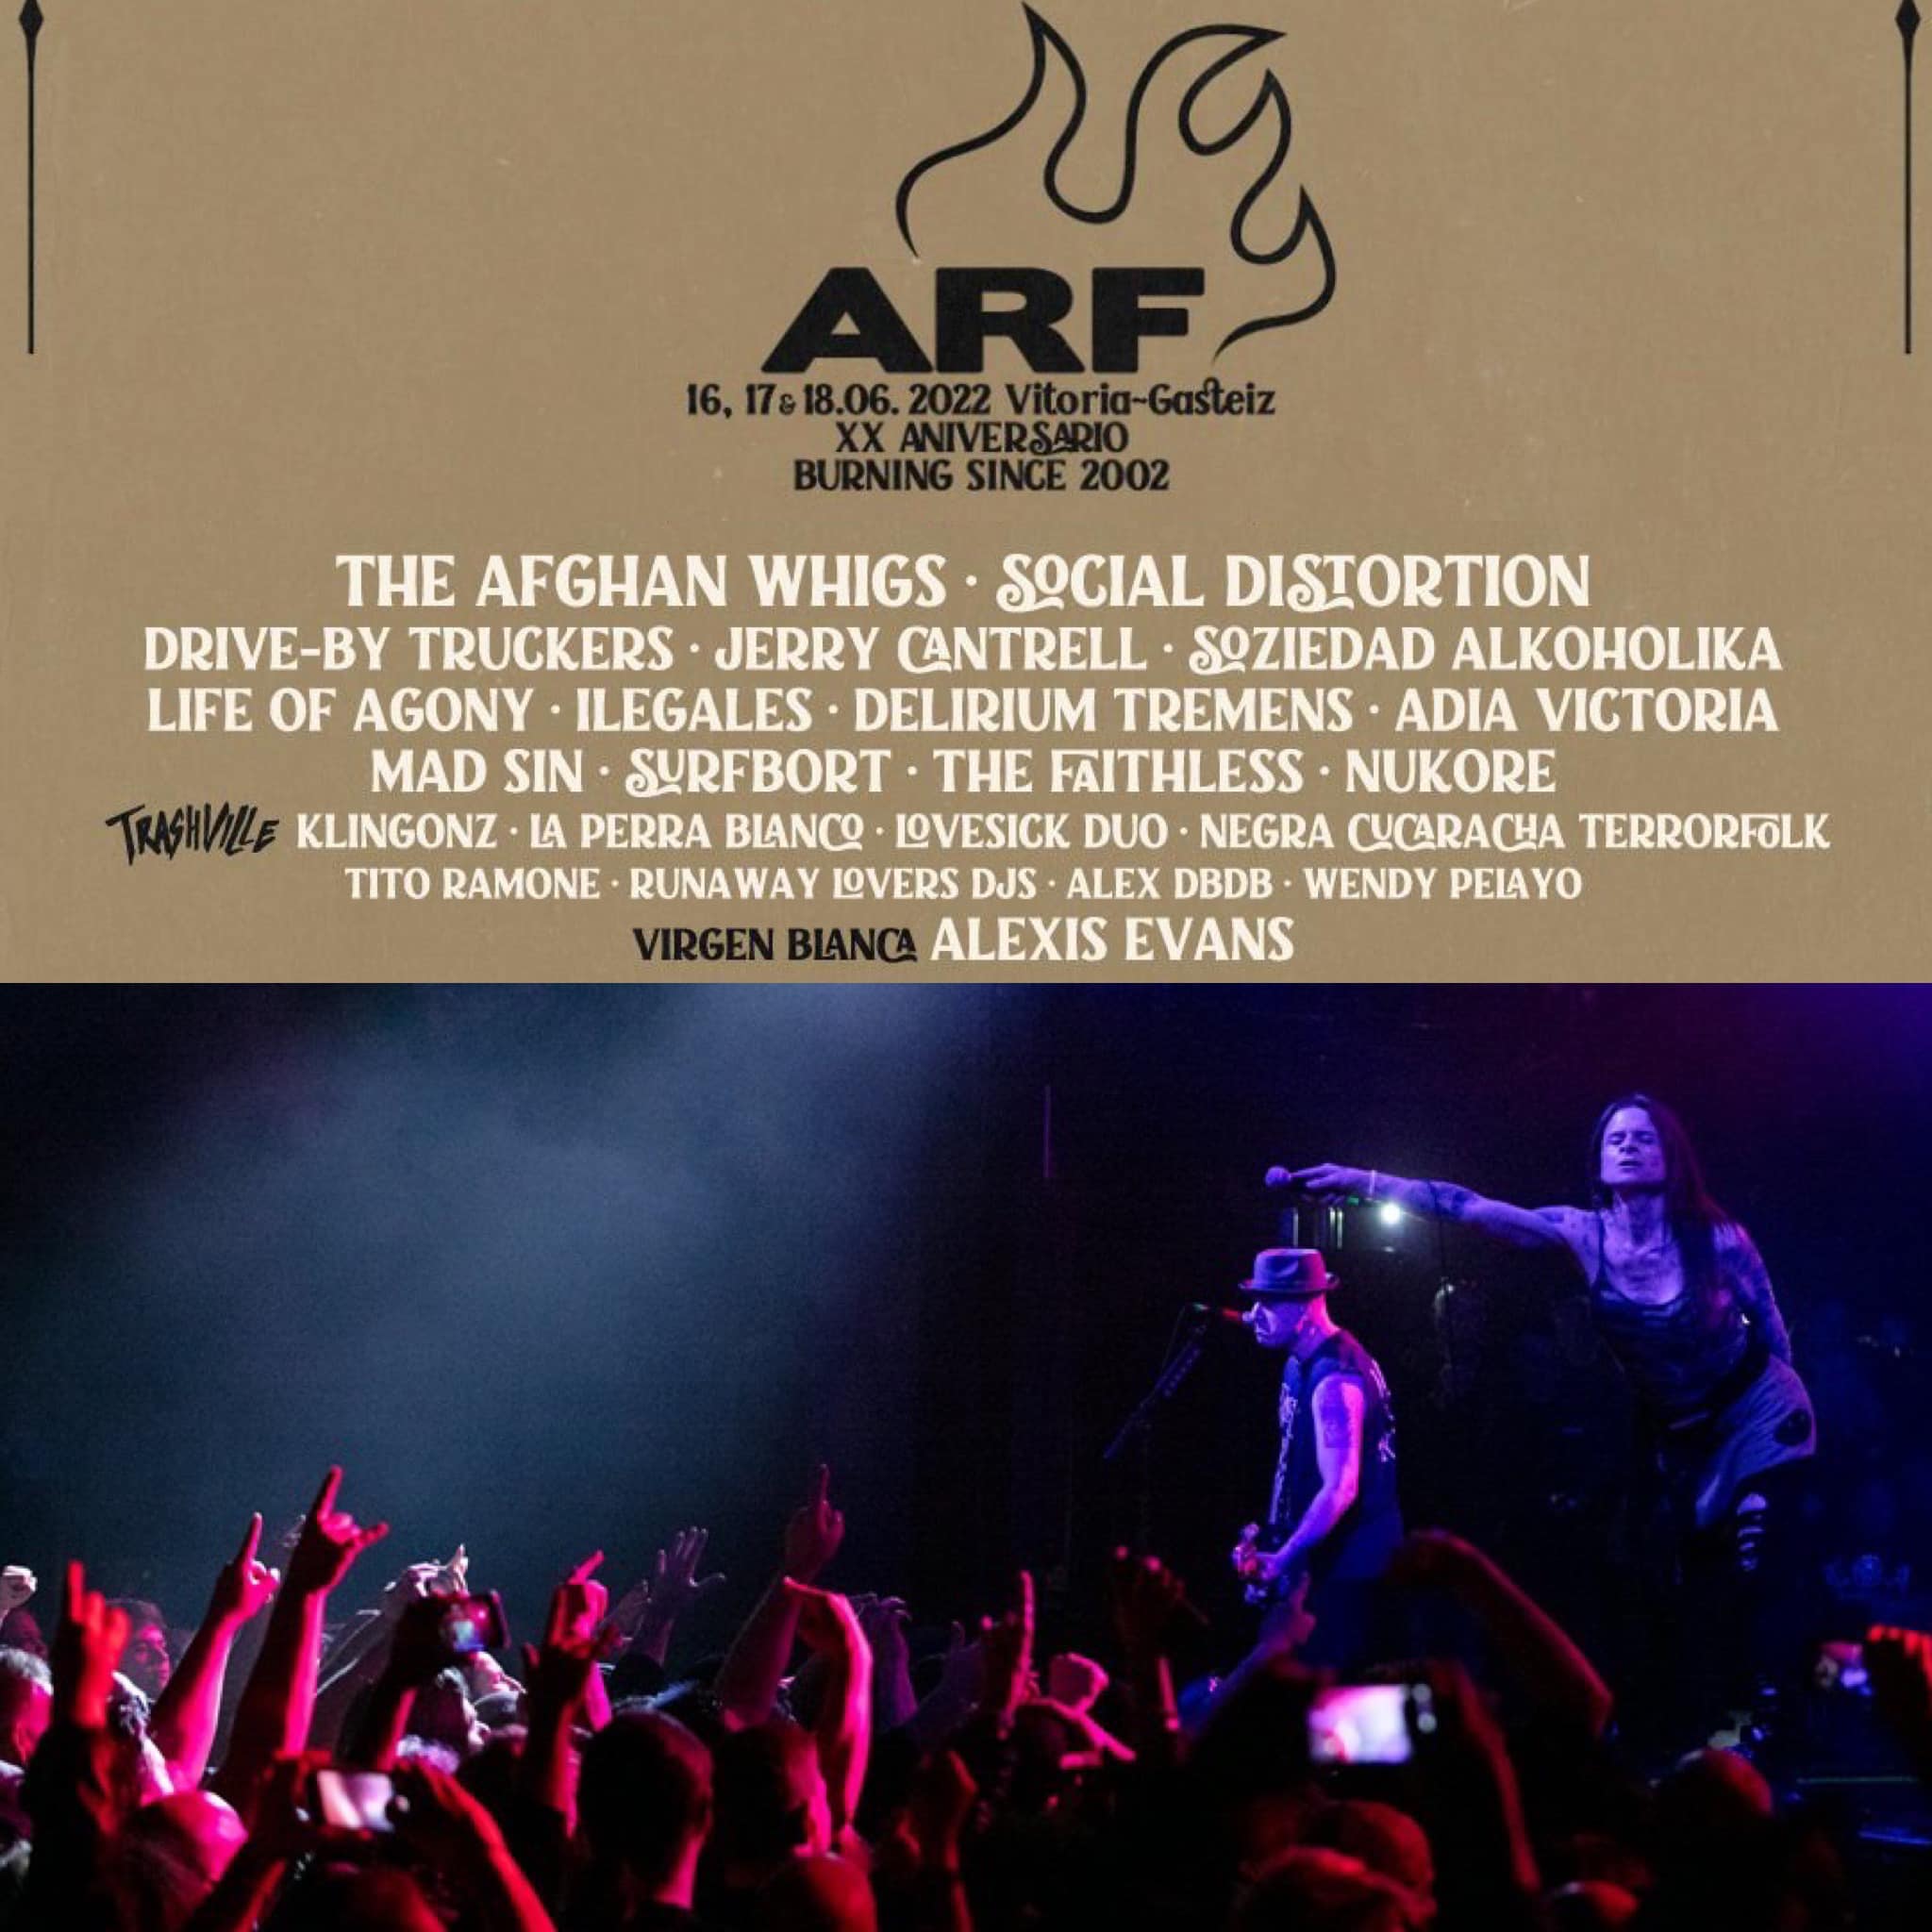 ARF
16, 17 & 18.06. 2022 Vitoria-Gasteiz
XX ANIVERSARIO
BURNING SINCE 2002
THE AFGHAN WHIGS · SOCIAL DISTORTION
DRIVE-BY TRUCKERS · JERRY CANTRELL · SOZIEDAD ALKOHOLIKA
LIFE OF AGONY · ILEGALES · DELIRIUM TREMENS · ADIA VICTORIA
MAD SIN · SURFBORT · THE FAITHLESS · NUKORE
TRASHVILLE KLINGONZ · LA PERRA BLANCO · LOVESICK DUO · NEGRA CUCARACHA TERRORFOLK
TITO RAMONE · RUNAWAY LOVERS DJS · ALEX DBDB · WENDY PELAYO
VIRGEN BLANCA ALEXIS EVANS